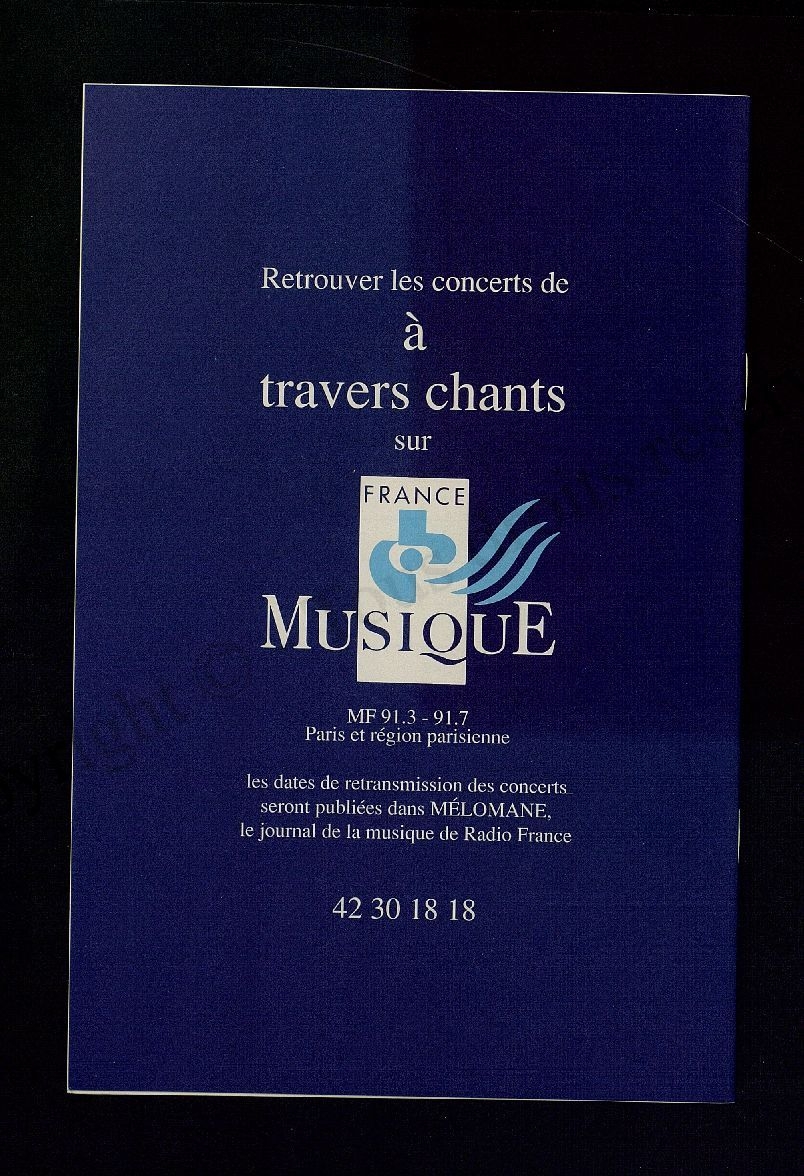 Retrouver les concerts de
à
travers chants
sur
FRANCE
MUSIQUE
MF 91.3 - 91.7
Paris et région parisienne
les dates de retransmission des concerts
seront publiées dans MÉLOMANE,
le journal de la musique de Radio France
42 30 18 18